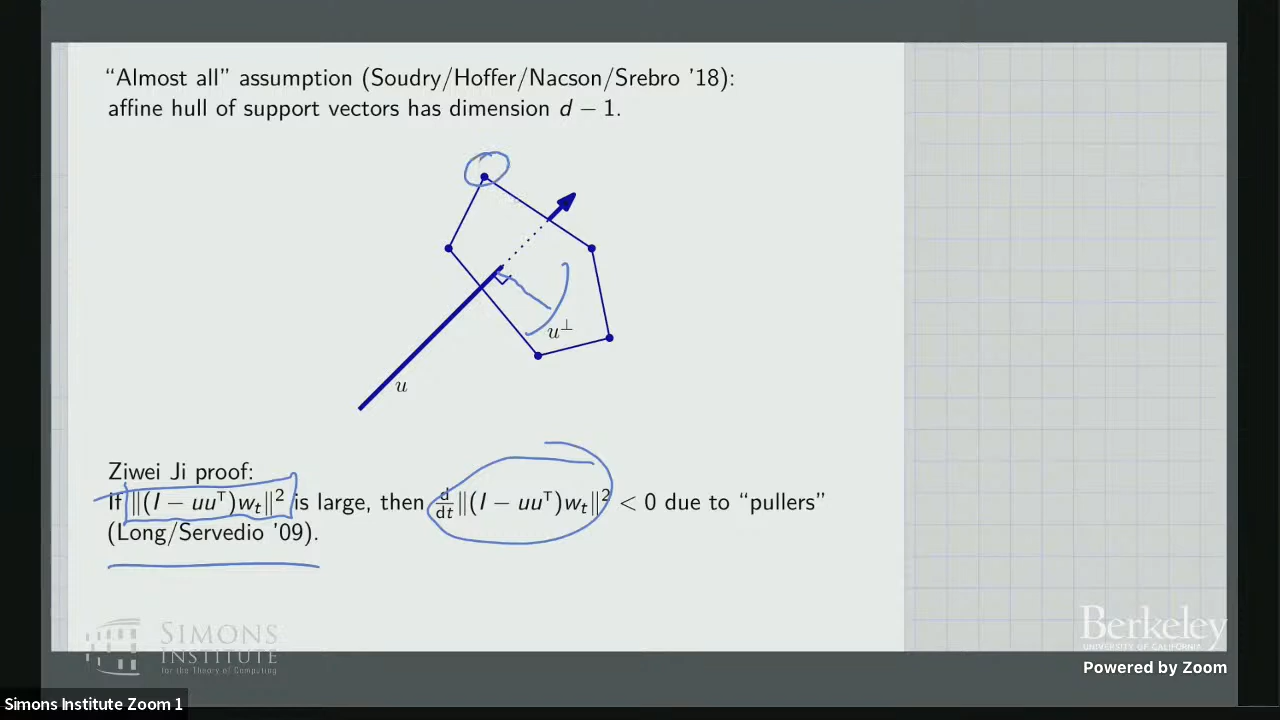 “Almost all” assumption (Soudry/Hoffer/Nacson/Srebro ’18):
affine hull of support vectors has dimension d − 1.
u⊥
u
Ziwei Ji proof:
If ‖(I − uuᵀ)wₜ‖² is large, then d/dt ‖(I − uuᵀ)wₜ‖² < 0 due to “pullers”
(Long/Servedio ’09).
SIMONS
INSTITUTE
for the Theory of Computing
Berkeley
UNIVERSITY OF CALIFORNIA
Powered by Zoom
Simons Institute Zoom 1